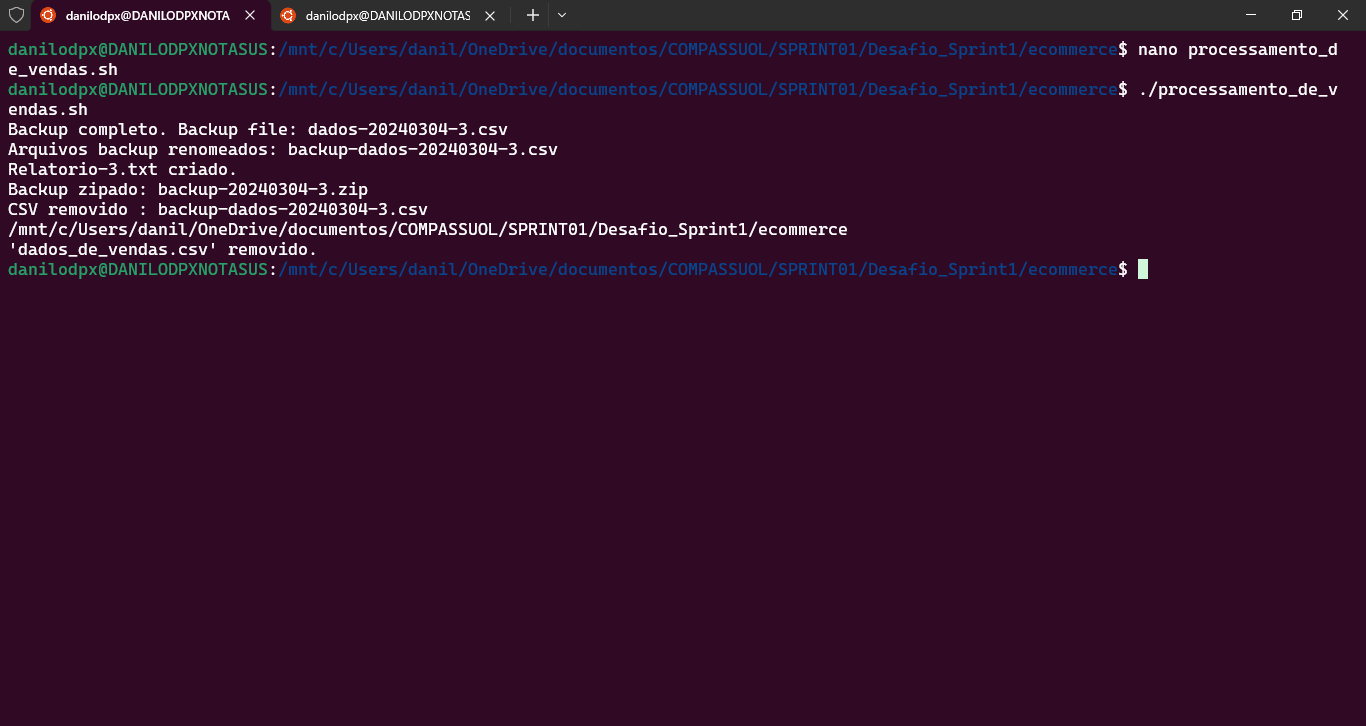 danilodpx@DANILODPXNOTA
danilodpx@DANILODPXNOTAS
danilodpx@DANILODPXNOTASUS:/mnt/c/Users/danil/OneDrive/documentos/COMPASSUOL/SPRINT01/Desafio_Sprint1/ecommerce$ nano processamento_d
e_vendas.sh
danilodpx@DANILODPXNOTASUS:/mnt/c/Users/danil/OneDrive/documentos/COMPASSUOL/SPRINT01/Desafio_Sprint1/ecommerce$ ./processamento_de_v
endas.sh
Backup completo. Backup file: dados-20240304-3.csv
Arquivos backup renomeados: backup-dados-20240304-3.csv
Relatorio-3.txt criado.
Backup zipado: backup-20240304-3.zip
CSV removido : backup-dados-20240304-3.csv
/mnt/c/Users/danil/OneDrive/documentos/COMPASSUOL/SPRINT01/Desafio_Sprint1/ecommerce
'dados_de_vendas.csv' removido.
danilodpx@DANILODPXNOTASUS:/mnt/c/Users/danil/OneDrive/documentos/COMPASSUOL/SPRINT01/Desafio_Sprint1/ecommerce$